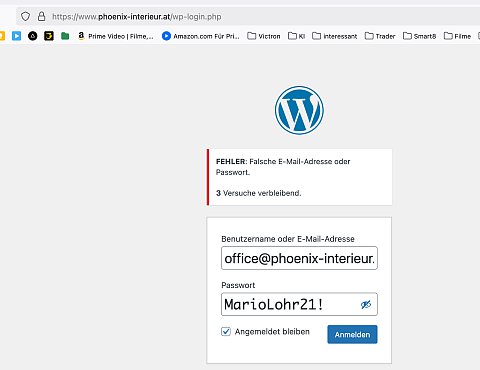 https://www.phoenix-interieur.at/wp-login.php
Prime Video | Filme,... Amazon.com Für Pri... Victron KI interessant Trader Smart8 Filme
FEHLER: Falsche E-Mail-Adresse oder
Passwort.
3 Versuche verbleibend.
Benutzername oder E-Mail-Adresse
office@phoenix-interieur.
Passwort
MarioLohr21!
Angemeldet bleiben
Anmelden